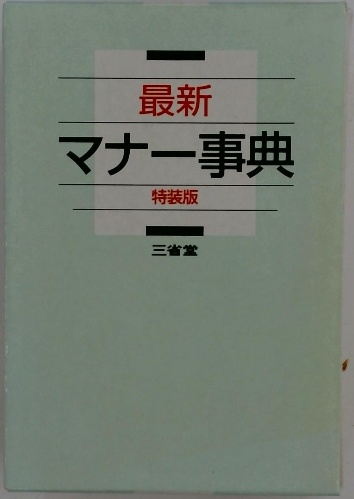 最新
マナー事典
特装版
三省堂